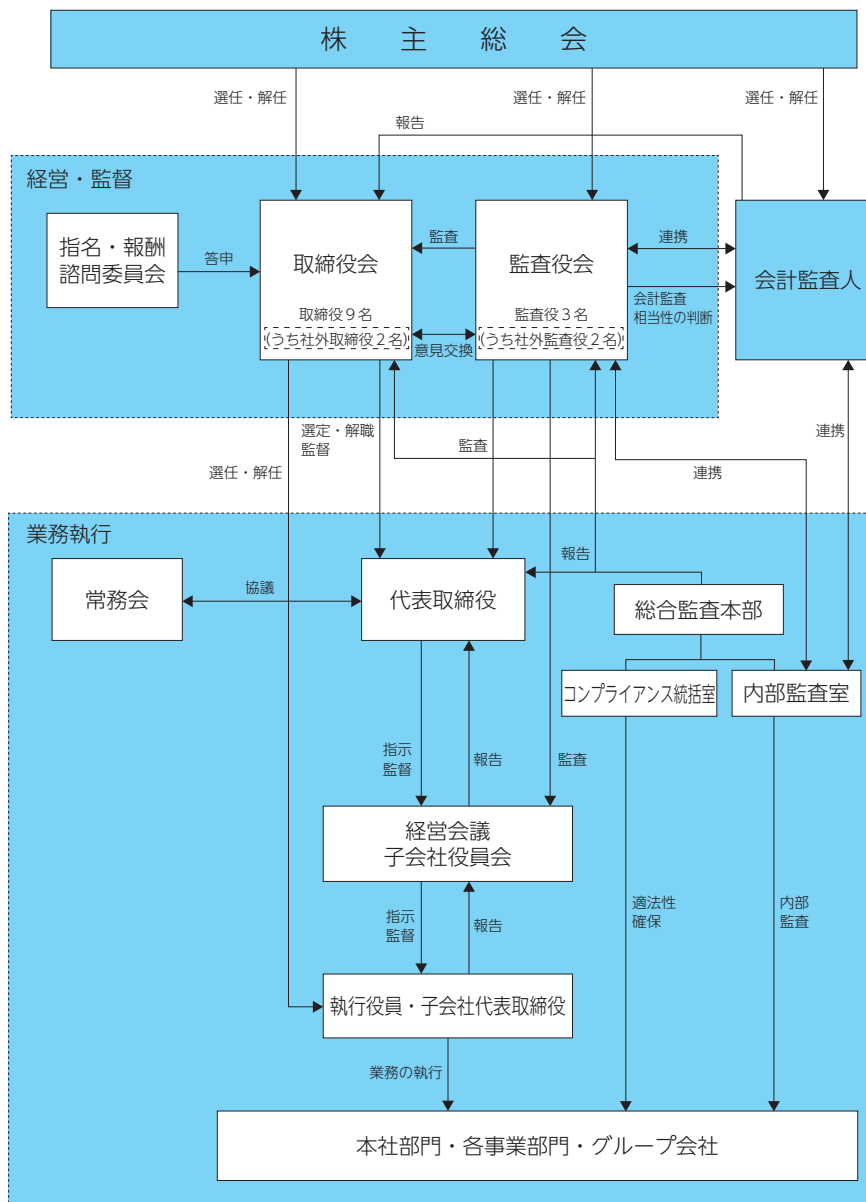 株主総会
選任・解任
選任・解任
選任・解任
報告
経営・監督
指名・報酬
諮問委員会
答申
取締役会
取締役9名
(うち社外取締役2名)
監査
意見交換
監査役会
監査役3名
(うち社外監査役2名)
連携
会計監査
相当性の判断
会計監査人
選任・解任
選定・解職
監督
監査
連携
連携
業務執行
常務会
協議
代表取締役
報告
総合監査本部
コンプライアンス統括室
内部監査室
指示
監督
報告
監査
経営会議
子会社役員会
指示
監督
報告
適法性
確保
内部
監査
執行役員・子会社代表取締役
業務の執行
本社部門・各事業部門・グループ会社